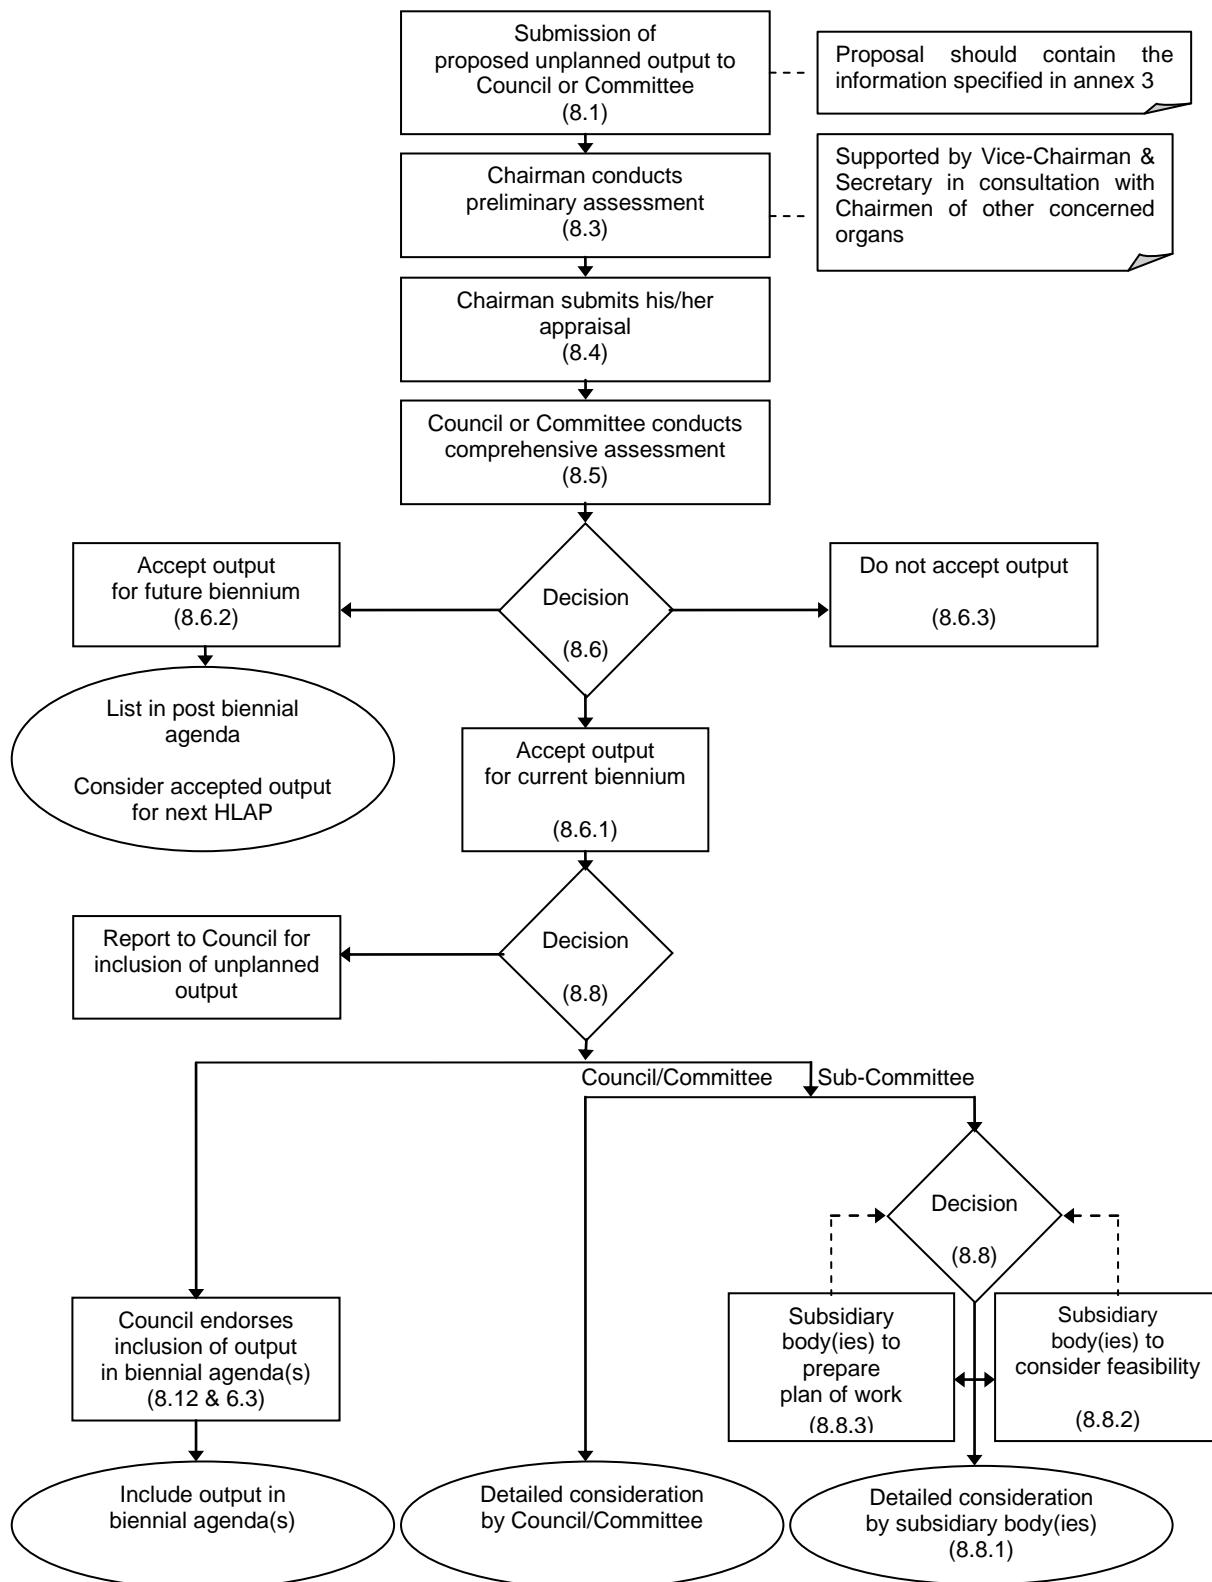 Submission of
proposed unplanned output to
Council or Committee
(8.1)
Proposal should contain the
information specified in annex 3
Chairman conducts
preliminary assessment
(8.3)
Supported by Vice-Chairman &
Secretary in consultation with
Chairmen of other concerned
organs
Chairman submits his/her
appraisal
(8.4)
Council or Committee conducts
comprehensive assessment
(8.5)
Accept output
for future biennium
(8.6.2)
Decision
(8.6)
Do not accept output
(8.6.3)
List in post biennial
agenda
Consider accepted output
for next HLAP
Accept output
for current biennium
(8.6.1)
Report to Council for
inclusion of unplanned
output
Decision
(8.8)
Council/Committee
Sub-Committee
Decision
(8.8)
Council endorses
inclusion of output
in biennial agenda(s)
(8.12 & 6.3)
Subsidiary
body(ies) to
prepare
plan of work
(8.8.3)
Subsidiary
body(ies) to
consider feasibility
(8.8.2)
Include output in
biennial agenda(s)
Detailed consideration
by Council/Committee
Detailed consideration
by subsidiary body(ies)
(8.8.1)